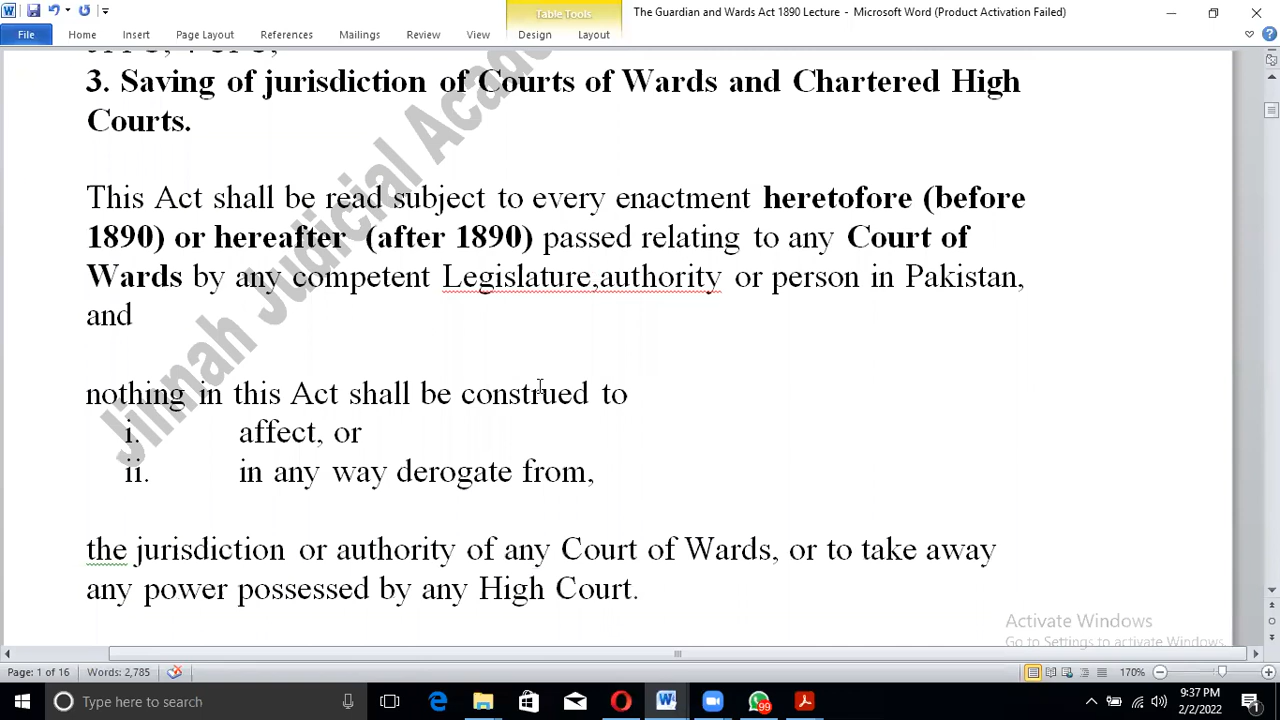 Table Tools
The Guardian and Wards Act 1890 Lecture - Microsoft Word (Product Activation Failed)
File Home Insert Page Layout References Mailings Review View Design Layout
3. Saving of jurisdiction of Courts of Wards and Chartered High
Courts.
This Act shall be read subject to every enactment heretofore (before
1890) or hereafter (after 1890) passed relating to any Court of
Wards by any competent Legislature,authority or person in Pakistan,
and
nothing in this Act shall be construed to
i. affect, or
ii. in any way derogate from,
the jurisdiction or authority of any Court of Wards, or to take away
any power possessed by any High Court.
Jinnah Judicial Acade
Activate Windows
Go to Settings to activate Windows.
Page: 1 of 16 Words: 2,785 170%
Type here to search
99
9:37 PM
2/2/2022
1